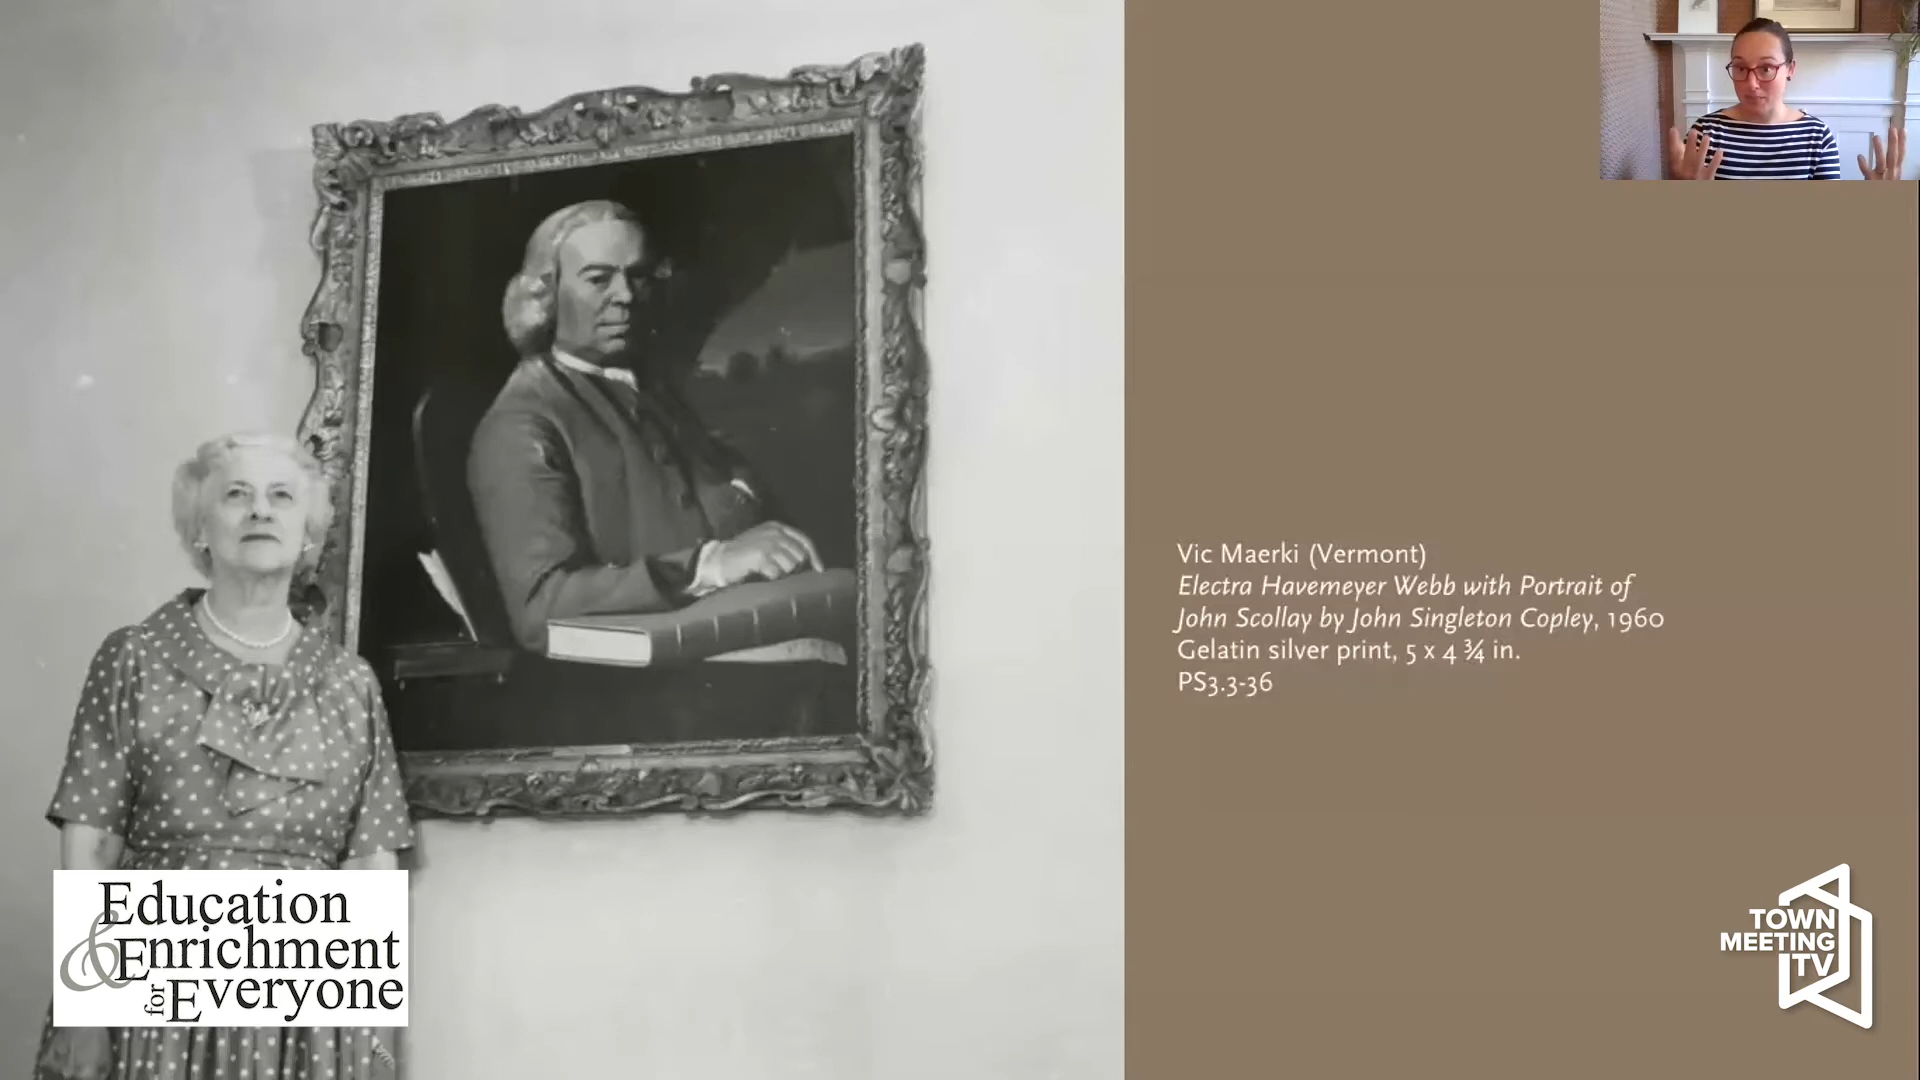 Vic Maerki (Vermont)
Electra Havemeyer Webb with Portrait of
John Scollay by John Singleton Copley, 1960
Gelatin silver print, 5 x 4 ¾ in.
PS3.3-36
Education
& Enrichment
for Everyone
TOWN
MEETING
TV